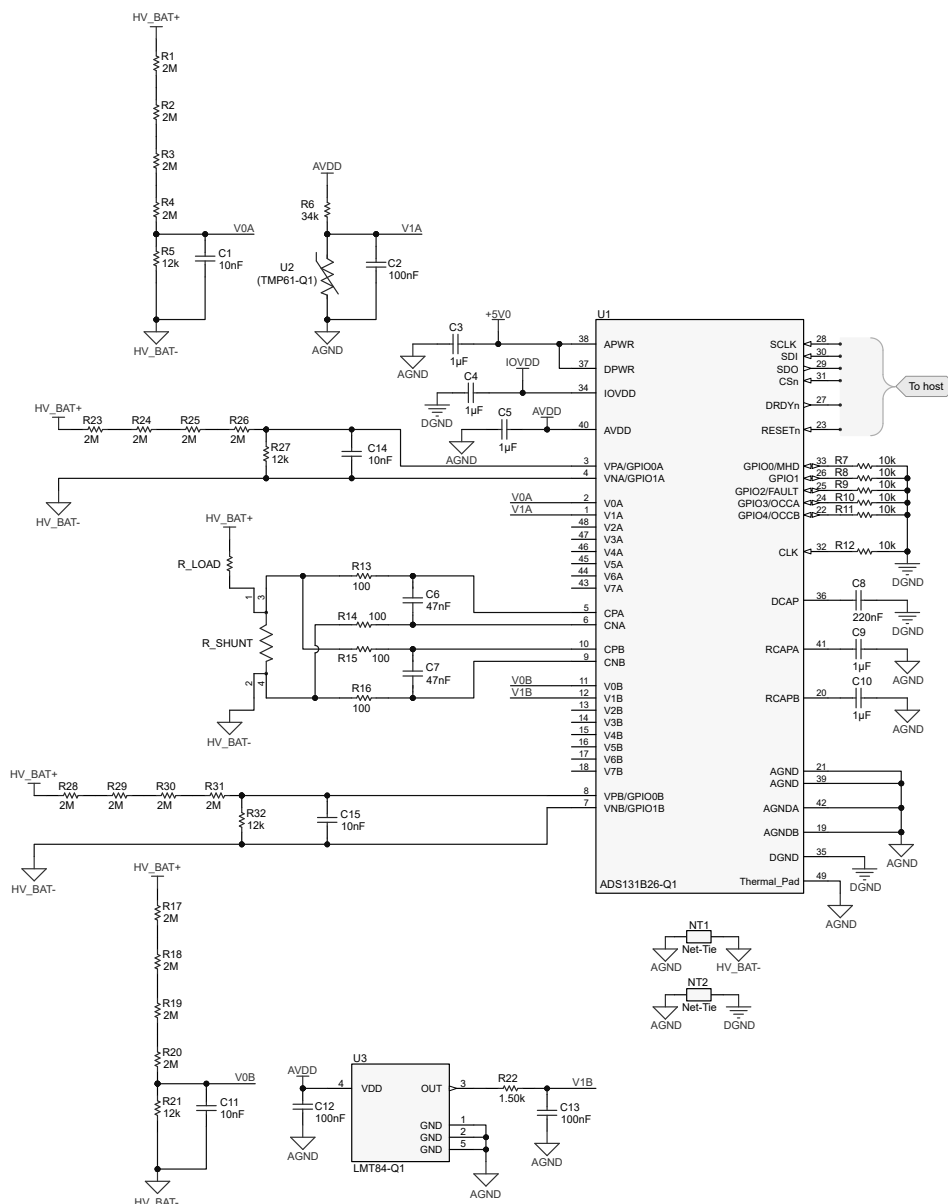 HV_BAT+
R1
2M
R2
2M
R3
2M
R4
2M
V0A
R5
12k
C1
10nF
HV_BAT-
AVDD
R6
34k
V1A
U2
(TMP61-Q1)
C2
100nF
AGND
+5V0
C3
1µF
AGND
IOVDD
C4
1µF
DGND
AVDD
C5
1µF
AGND
HV_BAT+
R23
2M
R24
2M
R25
2M
R26
2M
R27
12k
C14
10nF
HV_BAT-
V0A
V1A
HV_BAT+
R_LOAD
1
3
R_SHUNT
2
4
HV_BAT-
R13
100
C6
47nF
R14 100
R15 100
C7
47nF
R16
100
V0B
V1B
HV_BAT+
R28
2M
R29
2M
R30
2M
R31
2M
R32
12k
C15
10nF
HV_BAT-
U1
38 APWR
37 DPWR
34 IOVDD
40 AVDD
3 VPA/GPIO0A
4 VNA/GPIO1A
2 V0A
1 V1A
48 V2A
47 V3A
46 V4A
45 V5A
44 V6A
43 V7A
5 CPA
6 CNA
10 CPB
9 CNB
11 V0B
12 V1B
13 V2B
14 V3B
15 V4B
16 V5B
17 V6B
18 V7B
8 VPB/GPIO0B
7 VNB/GPIO1B
ADS131B26-Q1
SCLK 28
SDI 30
SDO 29
CSn 31
DRDYn 27
RESETn 23
To host
GPIO0/MHD 33 R7 10k
GPIO1 26 R8 10k
GPIO2/FAULT 25 R9 10k
GPIO3/OCCA 24 R10 10k
GPIO4/OCCB 22 R11 10k
CLK 32 R12 10k
DGND
DCAP 36
C8
220nF
DGND
RCAPA 41
C9
1µF
AGND
RCAPB 20
C10
1µF
AGND
AGND 21
AGND 39
AGNDA 42
AGNDB 19
AGND
DGND 35
DGND
Thermal_Pad 49
AGND
NT1
Net-Tie
AGND
HV_BAT-
NT2
Net-Tie
AGND
DGND
HV_BAT+
R17
2M
R18
2M
R19
2M
R20
2M
V0B
R21
12k
C11
10nF
HV_BAT-
AVDD
C12
100nF
AGND
U3
4 VDD
OUT 3
GND 1
GND 2
GND 5
LMT84-Q1
AGND
R22
1.50k
V1B
C13
100nF
AGND